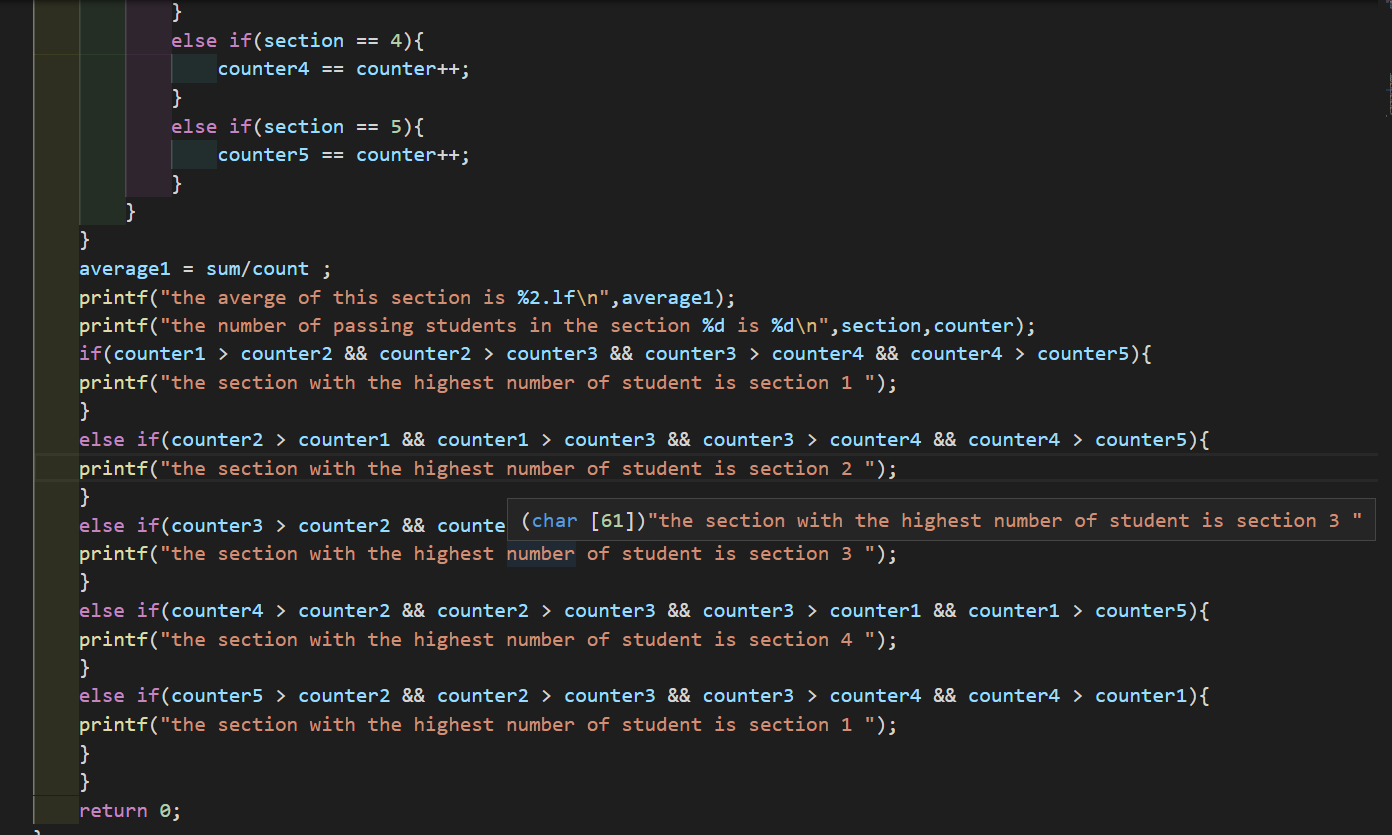 }
else if(section == 4){
counter4 == counter++;
}
else if(section == 5){
counter5 == counter++;
}
}
}
average1 = sum/count ;
printf("the averge of this section is %2.lf\n",average1);
printf("the number of passing students in the section %d is %d\n",section,counter);
if(counter1 > counter2 && counter2 > counter3 && counter3 > counter4 && counter4 > counter5){
printf("the section with the highest number of student is section 1 ");
}
else if(counter2 > counter1 && counter1 > counter3 && counter3 > counter4 && counter4 > counter5){
printf("the section with the highest number of student is section 2 ");
}
(char [61])"the section with the highest number of student is section 3 "
else if(counter3 > counter2 && counte
printf("the section with the highest number of student is section 3 ");
}
else if(counter4 > counter2 && counter2 > counter3 && counter3 > counter1 && counter1 > counter5){
printf("the section with the highest number of student is section 4 ");
}
else if(counter5 > counter2 && counter2 > counter3 && counter3 > counter4 && counter4 > counter1){
printf("the section with the highest number of student is section 1 ");
}
}
return 0;